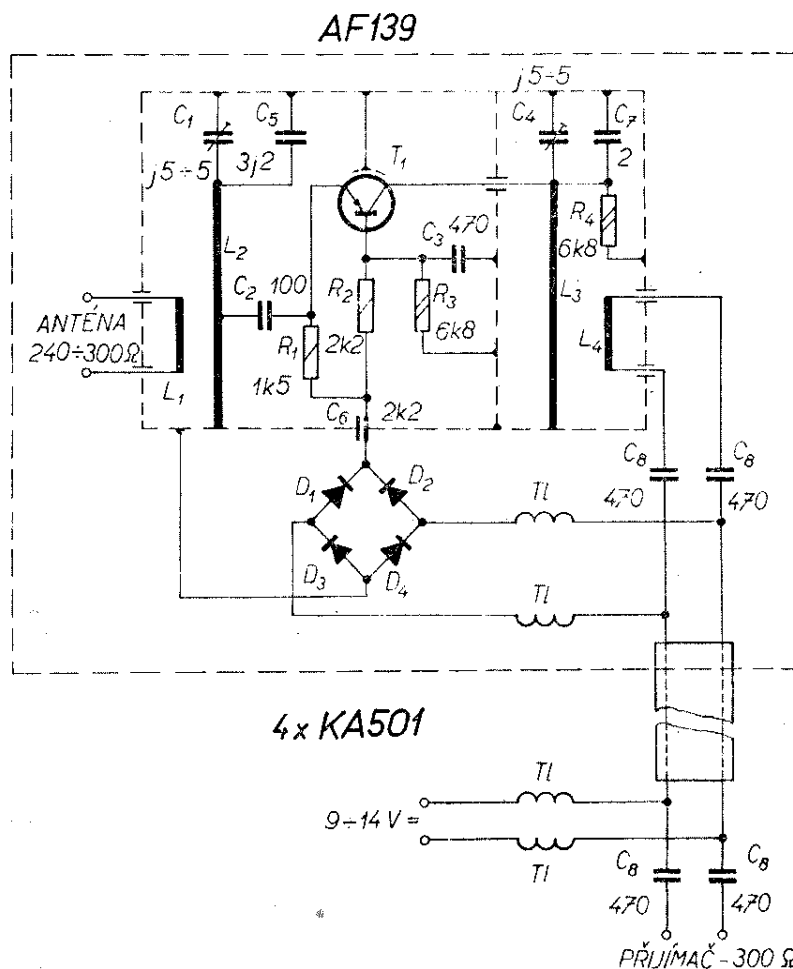 AF139
j5÷5
C1
C5
C4
C7
3j2
T1
2
j5÷5
C3
470
R4
6k8
L2
C2
100
R2
R3
L3
ANTÉNA
240÷300Ω
R1
2k2
6k8
L4
L1
1k5
C6
2k2
C8
C8
D1
D2
Tl
470
470
D3
D4
Tl
4x KA501
Tl
9÷14 V =
Tl
C8
C8
470
470
PŘIJÍMAČ-300 Ω